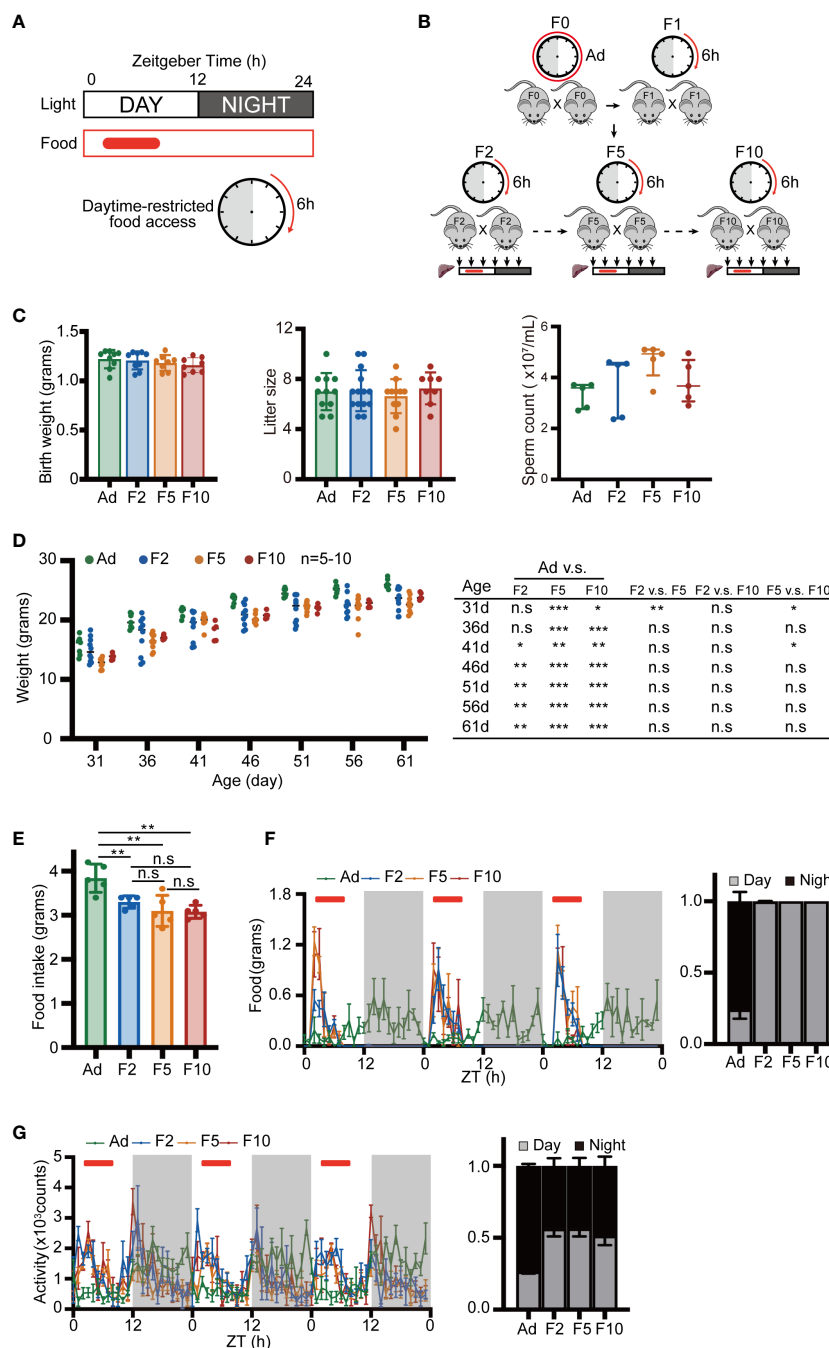 A
Zeitgeber Time (h)
0 12 24
Light DAY NIGHT
Food
Daytime-restricted
food access
6h
B
F0 F1
Ad 6h
F0 X F0 F1 X F1
F2 F5 F10
6h 6h 6h
F2 X F2 F5 X F5 F10 X F10
C
Birth weight (grams)
1.5
1.0
0.5
0
Ad F2 F5 F10
Litter size
12
8
4
0
Ad F2 F5 F10
Sperm count ( x10⁷/mL)
6
4
2
0
Ad F2 F5 F10
D
Ad F2 F5 F10 n=5-10
Weight (grams)
30
20
10
0
31 36 41 46 51 56 61
Age (day)
Ad v.s.
Age F2 F5 F10 F2 v.s. F5 F2 v.s. F10 F5 v.s. F10
31d n.s *** * ** n.s *
36d n.s *** *** n.s n.s n.s
41d * ** ** n.s n.s *
46d ** *** *** n.s n.s n.s
51d ** *** *** n.s n.s n.s
56d ** *** *** n.s n.s n.s
61d ** *** *** n.s n.s n.s
E
Food intake (grams)
4
3
2
1
0
**
**
** n.s
n.s n.s
Ad F2 F5 F10
F
Ad F2 F5 F10
Food (grams)
1.8
1.2
0.6
0.0
0 12 0 12 0 12 0
ZT (h)
Day Night
1.0
0.5
0.0
Ad F2 F5 F10
G
Ad F2 F5 F10
Activity (x10³counts)
5
4
3
2
1
0
0 12 0 12 0 12 0
ZT (h)
Day Night
1.0
0.5
0.0
Ad F2 F5 F10